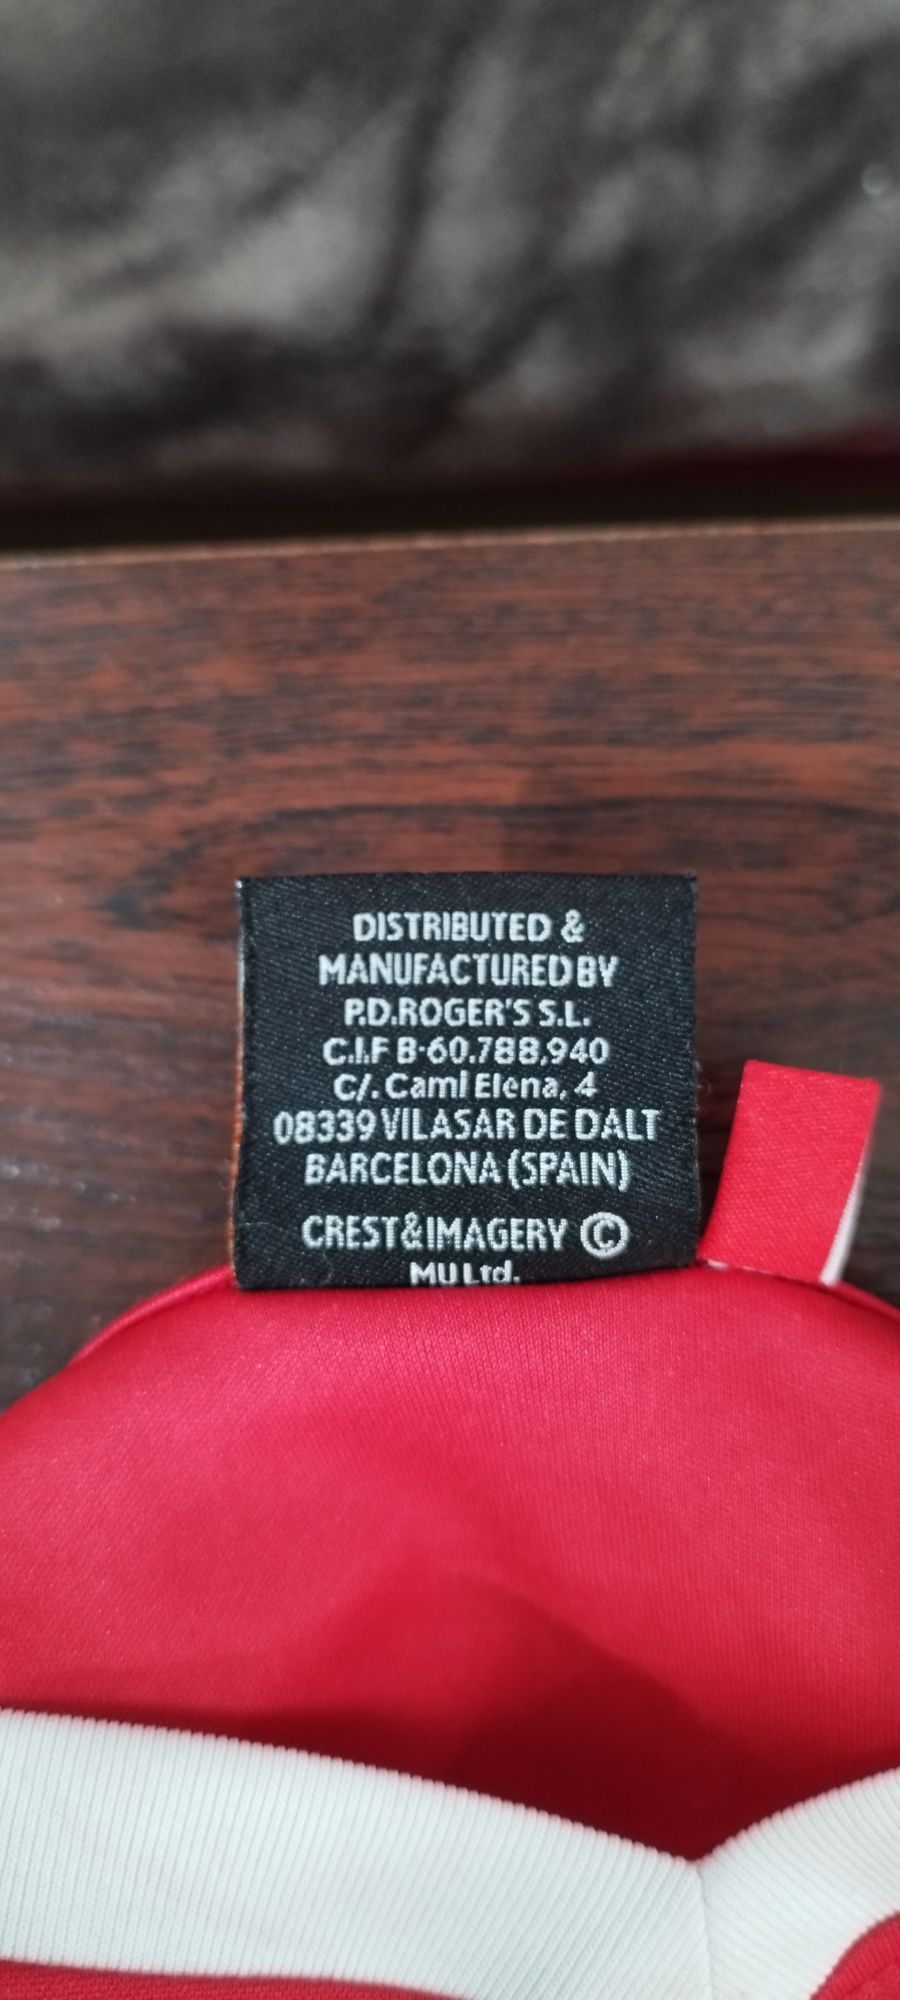 DISTRIBUTED &
MANUFACTURED BY
P.D.ROGER'S S.L.
C.I.F B-60.788,940
C/. Camí Elena, 4
08339 VILASAR DE DALT
BARCELONA (SPAIN)
CREST&IMAGERY ©
MU Ltd.